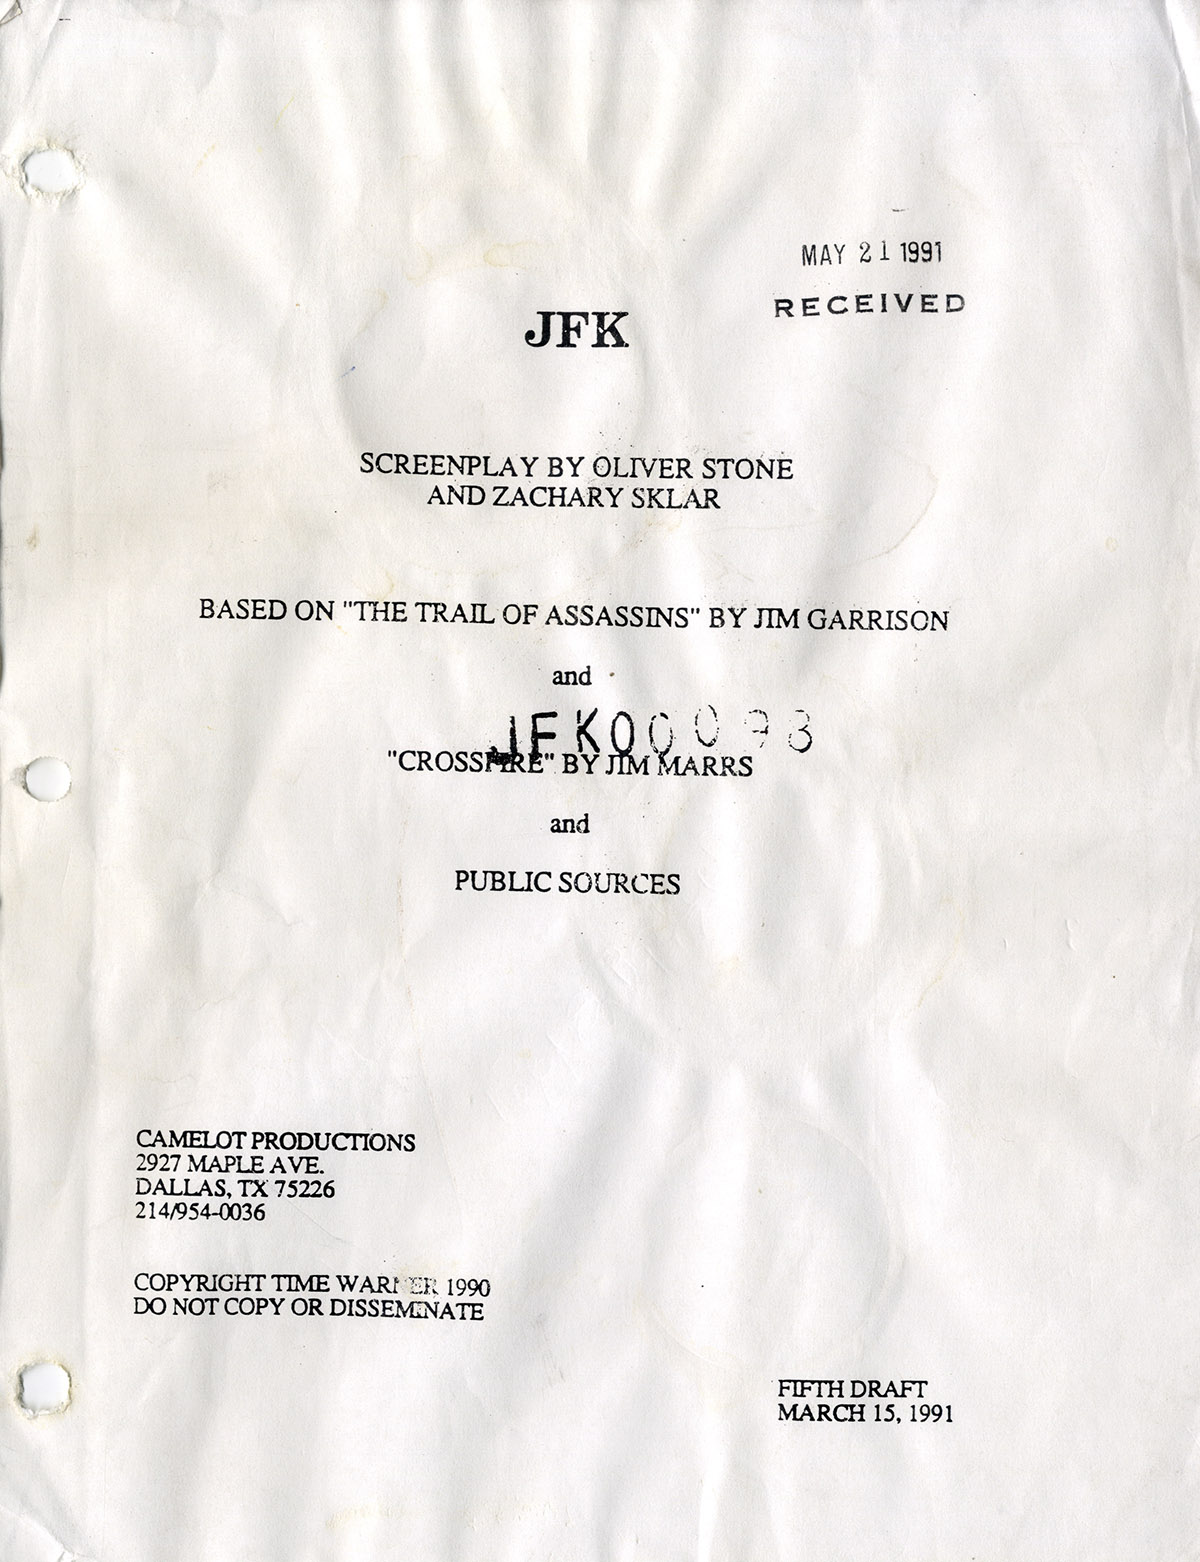 MAY 21 1991
RECEIVED
JFK
SCREENPLAY BY OLIVER STONE
AND ZACHARY SKLAR
BASED ON "THE TRAIL OF ASSASSINS" BY JIM GARRISON
and
JFK00098
"CROSSFIRE" BY JIM MARRS
and
PUBLIC SOURCES
CAMELOT PRODUCTIONS
2927 MAPLE AVE.
DALLAS, TX 75226
214/954-0036
COPYRIGHT TIME WARNER 1990
DO NOT COPY OR DISSEMINATE
FIFTH DRAFT
MARCH 15, 1991